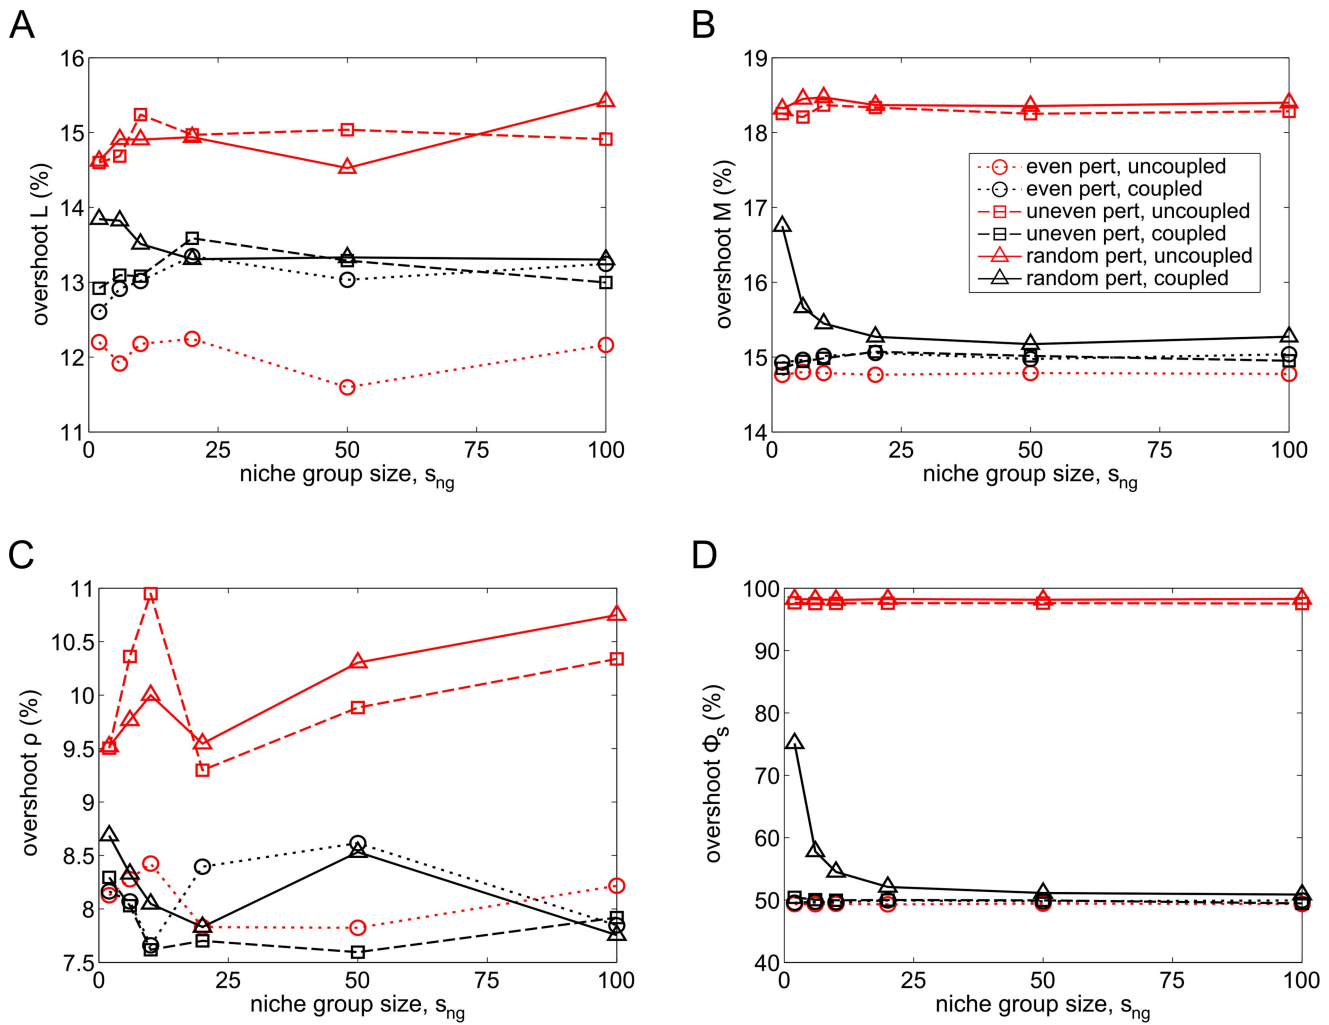 A
16
15
14
13
12
11
overshoot L (%)
0
25
50
75
100
niche group size, sng
B
19
18
17
16
15
14
overshoot M (%)
even pert, uncoupled
even pert, coupled
uneven pert, uncoupled
uneven pert, coupled
random pert, uncoupled
random pert, coupled
0
25
50
75
100
niche group size, sng
C
11
10.5
10
9.5
9
8.5
8
7.5
overshoot ρ (%)
0
25
50
75
100
niche group size, sng
D
100
90
80
70
60
50
40
overshoot ΦS (%)
0
25
50
75
100
niche group size, sng